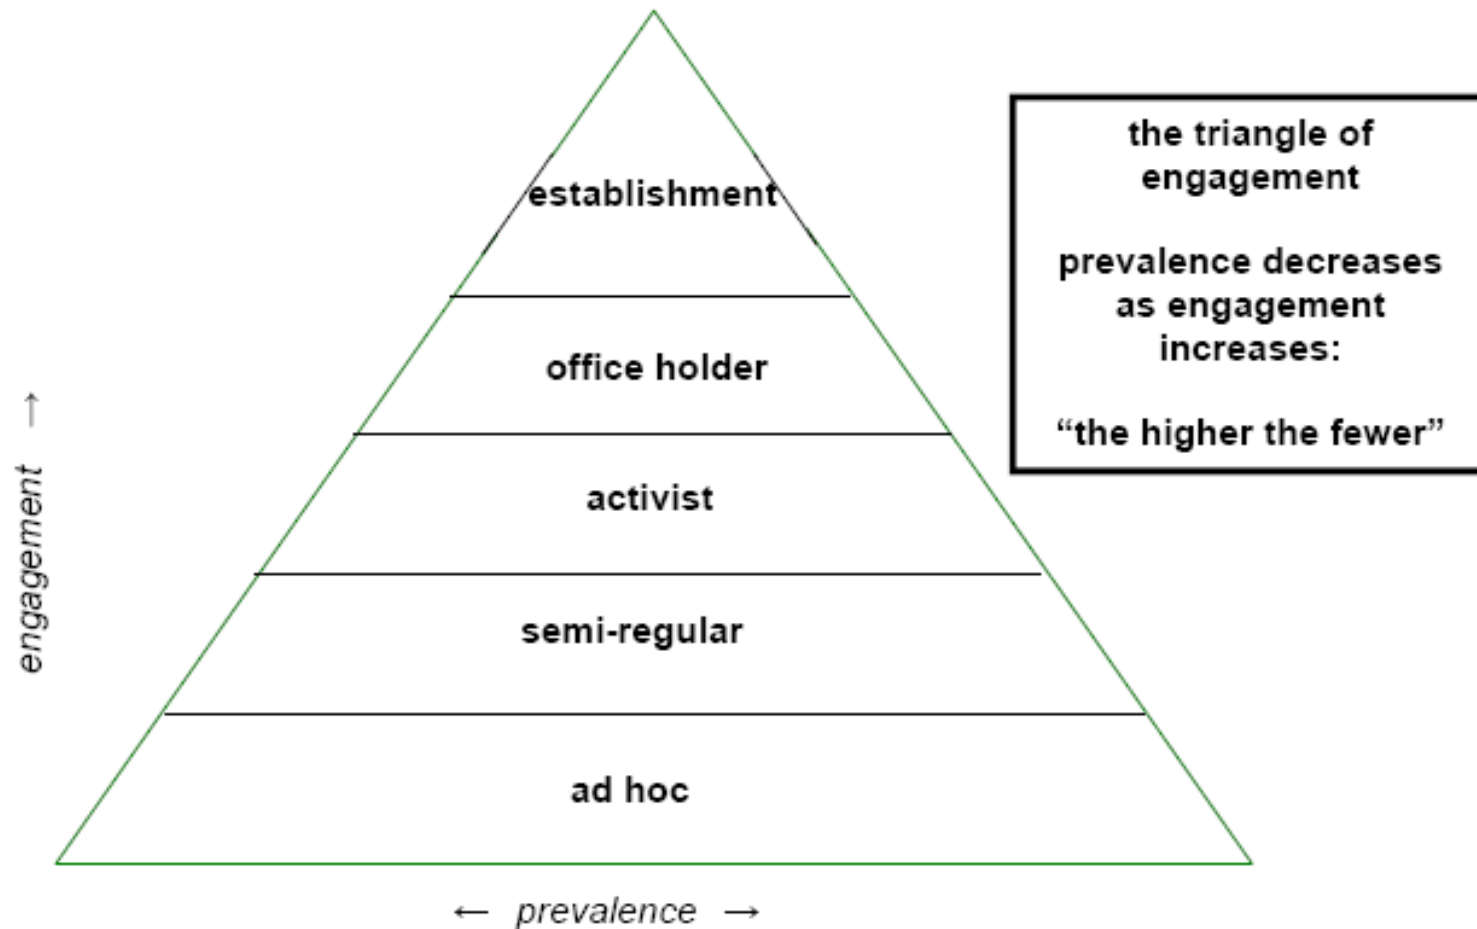 establishment
office holder
activist
semi-regular
ad hoc
engagement →
← prevalence →
the triangle of
engagement
prevalence decreases
as engagement
increases:
“the higher the fewer”